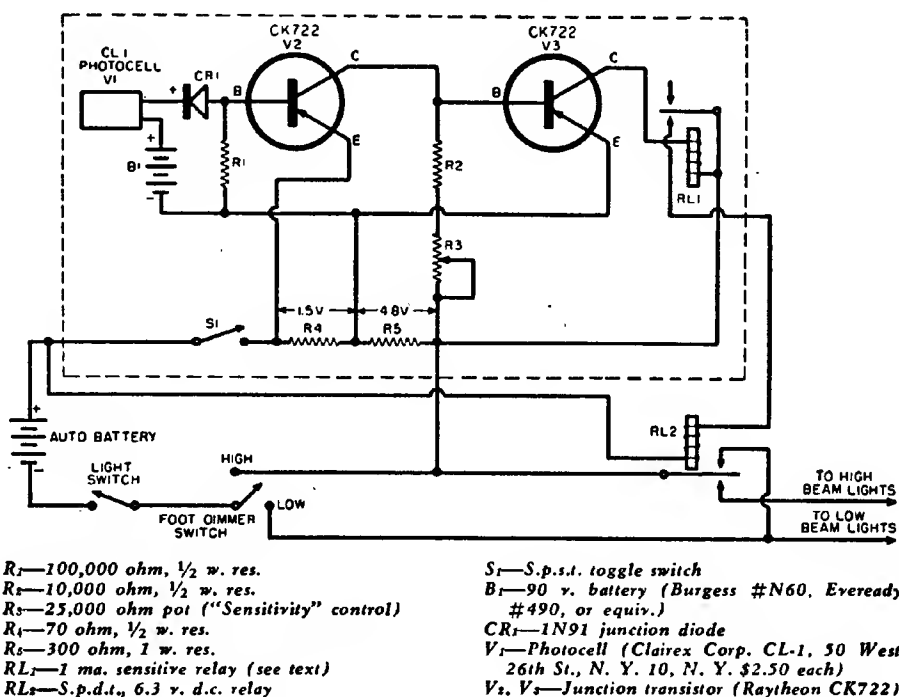 CL 1
PHOTOCELL
V1
CR1
CK722
V2
CK722
V3
+
B
C
E
B
C
E
+
B1
-
R1
R2
RL1
R3
1.5V
4.8V
S1
R4
R5
+
AUTO BATTERY
-
RL2
LIGHT
SWITCH
HIGH
FOOT DIMMER
SWITCH
LOW
TO HIGH
BEAM LIGHTS
TO LOW
BEAM LIGHTS
R1—100,000 ohm, 1/2 w. res.
R2—10,000 ohm, 1/2 w. res.
R3—25,000 ohm pot ("Sensitivity" control)
R4—70 ohm, 1/2 w. res.
R5—300 ohm, 1 w. res.
RL1—1 ma. sensitive relay (see text)
RL2—S.p.d.t., 6.3 v. d.c. relay
S1—S.p.s.t. toggle switch
B1—90 v. battery (Burgess #N60, Eveready
#490, or equiv.)
CR1—1N91 junction diode
V1—Photocell (Clairex Corp. CL-1, 50 West
26th St., N. Y. 10, N. Y. $2.50 each)
V2, V3—Junction transistor (Raytheon CK722)